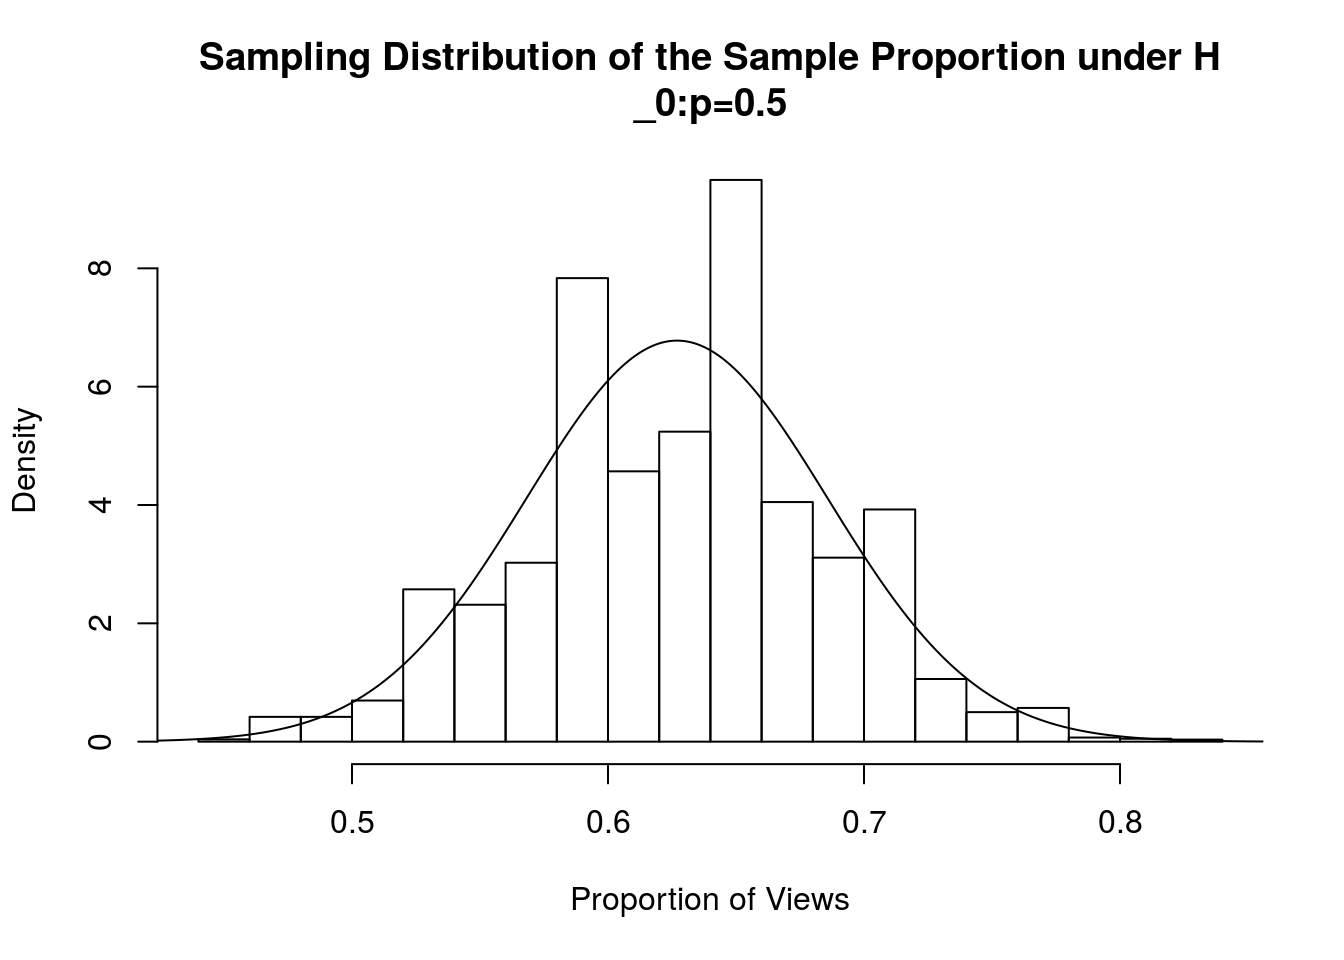 Sampling Distribution of the Sample Proportion under H
_0:p=0.5
Density
8
6
4
2
0
0.5
0.6
0.7
0.8
Proportion of Views